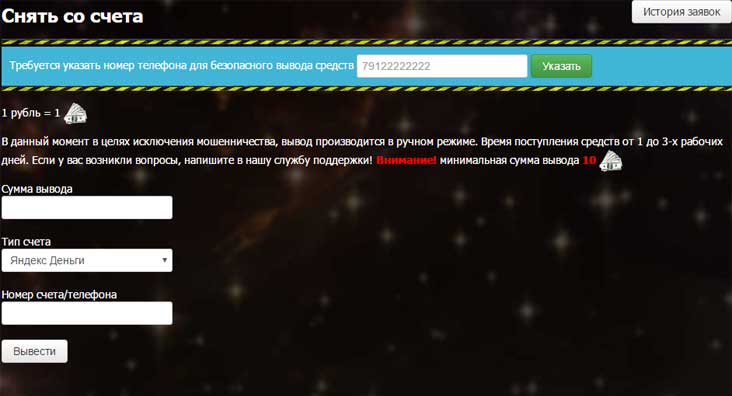 Снять со счета
История заявок
Требуется указать номер телефона для безопасного вывода средств 79122222222 Указать
1 рубль = 1
В данный момент в целях исключения мошенничества, вывод производится в ручном режиме. Время поступления средств от 1 до 3-х рабочих
дней. Если у вас возникли вопросы, напишите в нашу службу поддержки! Внимание! минимальная сумма вывода 10
Сумма вывода
Тип счета
Яндекс Деньги
Номер счета/телефона
Вывести